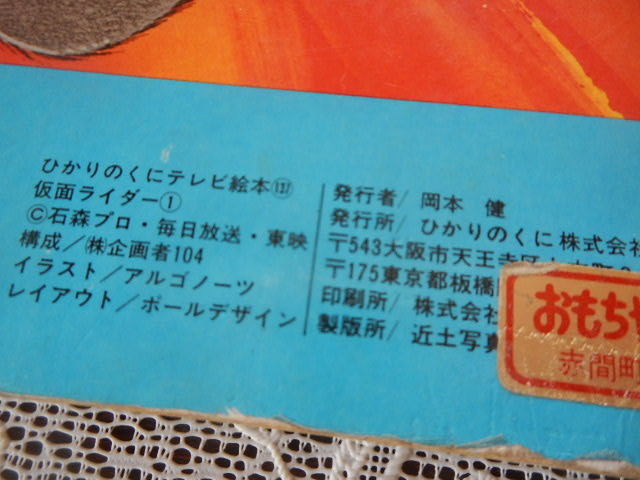 ひかりのくにテレビ絵本(131)
仮面ライダー①
©石森プロ・毎日放送・東映
構成／㈱企画者104
イラスト／アルゴノーツ
レイアウト／ポールデザイン
発行者／岡本 健
発行所／ひかりのくに株式会社
〒543大阪市天王寺区
〒175東京都板橋
印刷所／株式会社
製版所／近土写真
おもちゃ
赤間町